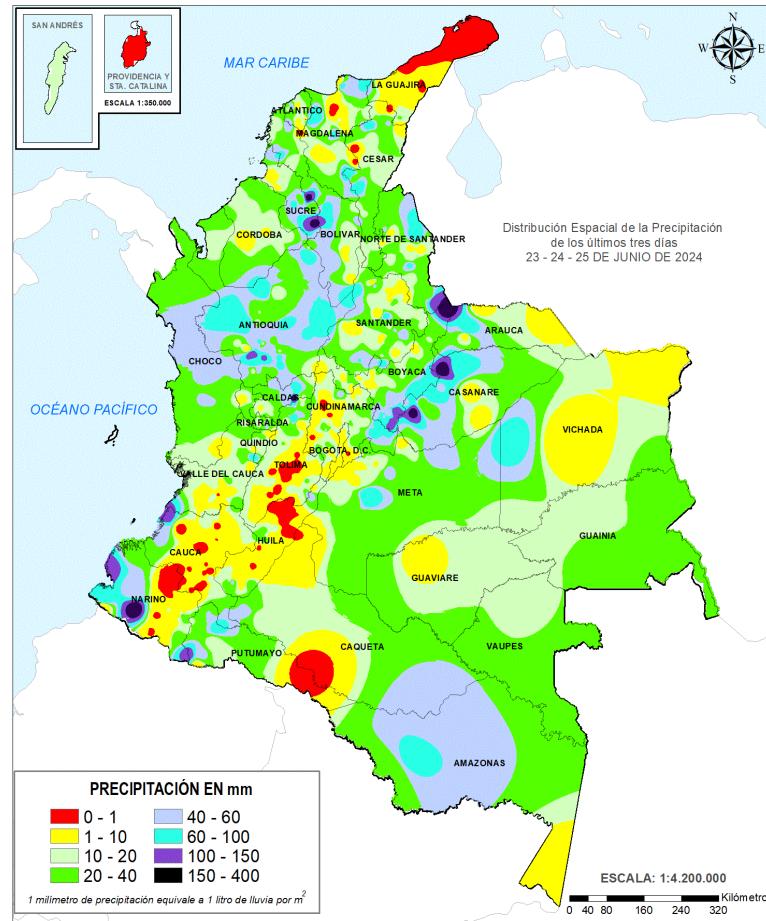 SAN ANDRÉS
PROVIDENCIA Y
STA. CATALINA
ESCALA 1:350.000
MAR CARIBE
N
W E
S
LA GUAJIRA
ATLANTICO
MAGDALENA
CESAR
SUCRE
CORDOBA
BOLIVAR
NORTE DE SANTANDER
Distribución Espacial de la Precipitación
de los últimos tres días
23 - 24 - 25 DE JUNIO DE 2024
ANTIOQUIA
SANTANDER
ARAUCA
CHOCO
BOYACA
CASANARE
CALDAS
CUNDINAMARCA
OCÉANO PACÍFICO
RISARALDA
VICHADA
QUINDIO
BOGOTA D.C.
TOLIMA
VALLE DEL CAUCA
META
GUAINIA
HUILA
CAUCA
GUAVIARE
NARIÑO
CAQUETA
VAUPES
PUTUMAYO
AMAZONAS
PRECIPITACIÓN EN mm
0 - 1
40 - 60
1 - 10
60 - 100
10 - 20
100 - 150
20 - 40
150 - 400
1 milímetro de precipitación equivale a 1 litro de lluvia por m2
ESCALA: 1:4.200.000
Kilómetro
0 40 80 160 240 320